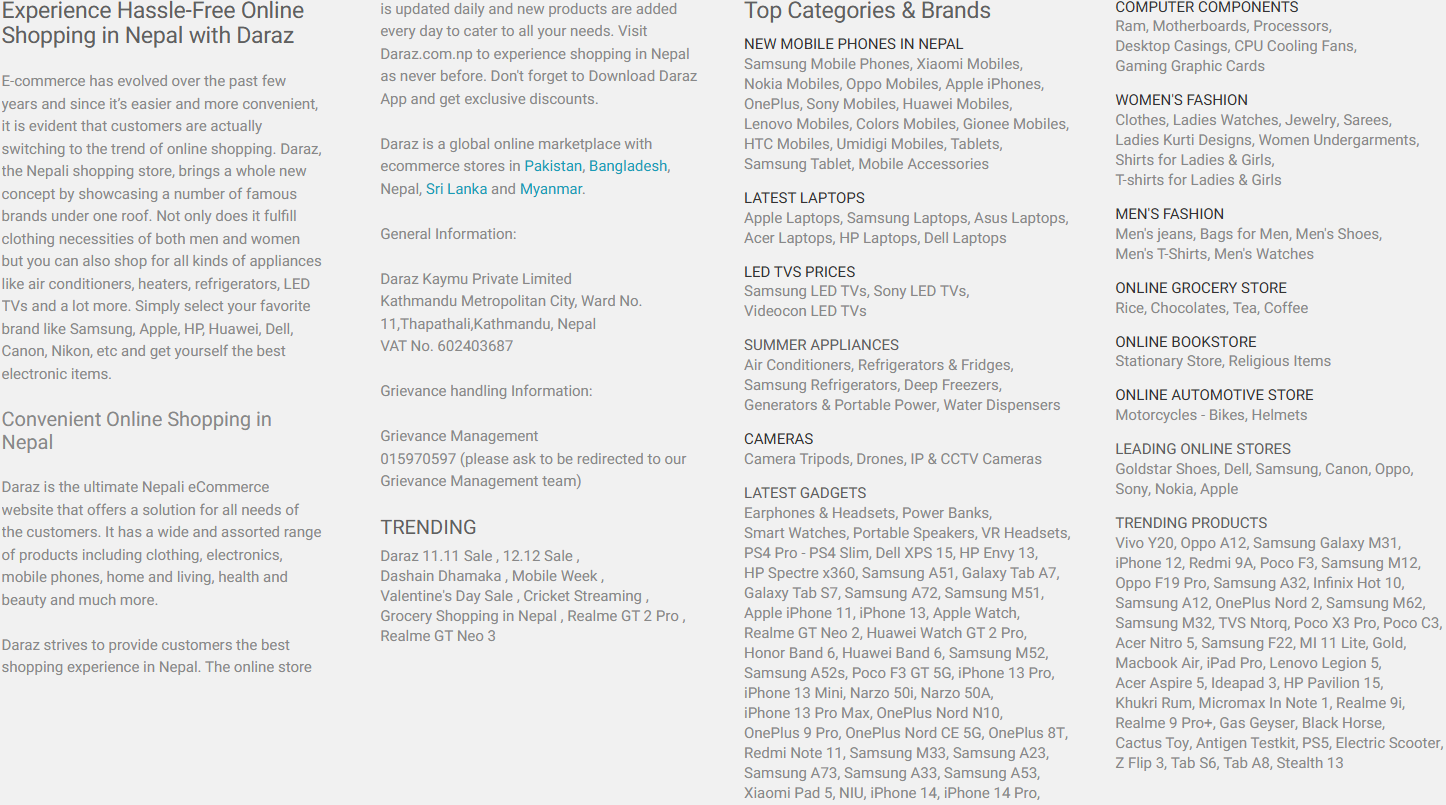 Experience Hassle-Free Online
Shopping in Nepal with Daraz
E-commerce has evolved over the past few
years and since it's easier and more convenient,
it is evident that customers are actually
switching to the trend of online shopping. Daraz,
the Nepali shopping store, brings a whole new
concept by showcasing a number of famous
brands under one roof. Not only does it fulfill
clothing necessities of both men and women
but you can also shop for all kinds of appliances
like air conditioners, heaters, refrigerators, LED
TVs and a lot more. Simply select your favorite
brand like Samsung, Apple, HP, Huawei, Dell,
Canon, Nikon, etc and get yourself the best
electronic items.
Convenient Online Shopping in
Nepal
Daraz is the ultimate Nepali eCommerce
website that offers a solution for all needs of
the customers. It has a wide and assorted range
of products including clothing, electronics,
mobile phones, home and living, health and
beauty and much more.
Daraz strives to provide customers the best
shopping experience in Nepal. The online store
is updated daily and new products are added
every day to cater to all your needs. Visit
Daraz.com.np to experience shopping in Nepal
as never before. Don't forget to Download Daraz
App and get exclusive discounts.
Daraz is a global online marketplace with
ecommerce stores in Pakistan, Bangladesh,
Nepal, Sri Lanka and Myanmar.
General Information:
Daraz Kaymu Private Limited
Kathmandu Metropolitan City, Ward No.
11,Thapathali,Kathmandu, Nepal
VAT No. 602403687
Grievance handling Information:
Grievance Management
015970597 (please ask to be redirected to our
Grievance Management team)
TRENDING
Daraz 11.11 Sale , 12.12 Sale ,
Dashain Dhamaka , Mobile Week ,
Valentine's Day Sale , Cricket Streaming ,
Grocery Shopping in Nepal , Realme GT 2 Pro ,
Realme GT Neo 3
Top Categories & Brands
NEW MOBILE PHONES IN NEPAL
Samsung Mobile Phones, Xiaomi Mobiles,
Nokia Mobiles, Oppo Mobiles, Apple iPhones,
OnePlus, Sony Mobiles, Huawei Mobiles,
Lenovo Mobiles, Colors Mobiles, Gionee Mobiles,
HTC Mobiles, Umidigi Mobiles, Tablets,
Samsung Tablet, Mobile Accessories
LATEST LAPTOPS
Apple Laptops, Samsung Laptops, Asus Laptops,
Acer Laptops, HP Laptops, Dell Laptops
LED TVS PRICES
Samsung LED TVs, Sony LED TVs,
Videocon LED TVs
SUMMER APPLIANCES
Air Conditioners, Refrigerators & Fridges,
Samsung Refrigerators, Deep Freezers,
Generators & Portable Power, Water Dispensers
CAMERAS
Camera Tripods, Drones, IP & CCTV Cameras
LATEST GADGETS
Earphones & Headsets, Power Banks,
Smart Watches, Portable Speakers, VR Headsets,
PS4 Pro - PS4 Slim, Dell XPS 15, HP Envy 13,
HP Spectre x360, Samsung A51, Galaxy Tab A7,
Galaxy Tab S7, Samsung A72, Samsung M51,
Apple iPhone 11, iPhone 13, Apple Watch,
Realme GT Neo 2, Huawei Watch GT 2 Pro,
Honor Band 6, Huawei Band 6, Samsung M52,
Samsung A52s, Poco F3 GT 5G, iPhone 13 Pro,
iPhone 13 Mini, Narzo 50i, Narzo 50A,
iPhone 13 Pro Max, OnePlus Nord N10,
OnePlus 9 Pro, OnePlus Nord CE 5G, OnePlus 8T,
Redmi Note 11, Samsung M33, Samsung A23,
Samsung A73, Samsung A33, Samsung A53,
Xiaomi Pad 5, NIU, iPhone 14, iPhone 14 Pro,
COMPUTER COMPONENTS
Ram, Motherboards, Processors,
Desktop Casings, CPU Cooling Fans,
Gaming Graphic Cards
WOMEN'S FASHION
Clothes, Ladies Watches, Jewelry, Sarees,
Ladies Kurti Designs, Women Undergarments,
Shirts for Ladies & Girls,
T-shirts for Ladies & Girls
MEN'S FASHION
Men's jeans, Bags for Men, Men's Shoes,
Men's T-Shirts, Men's Watches
ONLINE GROCERY STORE
Rice, Chocolates, Tea, Coffee
ONLINE BOOKSTORE
Stationary Store, Religious Items
ONLINE AUTOMOTIVE STORE
Motorcycles - Bikes, Helmets
LEADING ONLINE STORES
Goldstar Shoes, Dell, Samsung, Canon, Oppo,
Sony, Nokia, Apple
TRENDING PRODUCTS
Vivo Y20, Oppo A12, Samsung Galaxy M31,
iPhone 12, Redmi 9A, Poco F3, Samsung M12,
Oppo F19 Pro, Samsung A32, Infinix Hot 10,
Samsung A12, OnePlus Nord 2, Samsung M62,
Samsung M32, TVS Ntorq, Poco X3 Pro, Poco C3,
Acer Nitro 5, Samsung F22, MI 11 Lite, Gold,
Macbook Air, iPad Pro, Lenovo Legion 5,
Acer Aspire 5, Ideapad 3, HP Pavilion 15,
Khukri Rum, Micromax In Note 1, Realme 9i,
Realme 9 Pro+, Gas Geyser, Black Horse,
Cactus Toy, Antigen Testkit, PS5, Electric Scooter,
Z Flip 3, Tab S6, Tab A8, Stealth 13